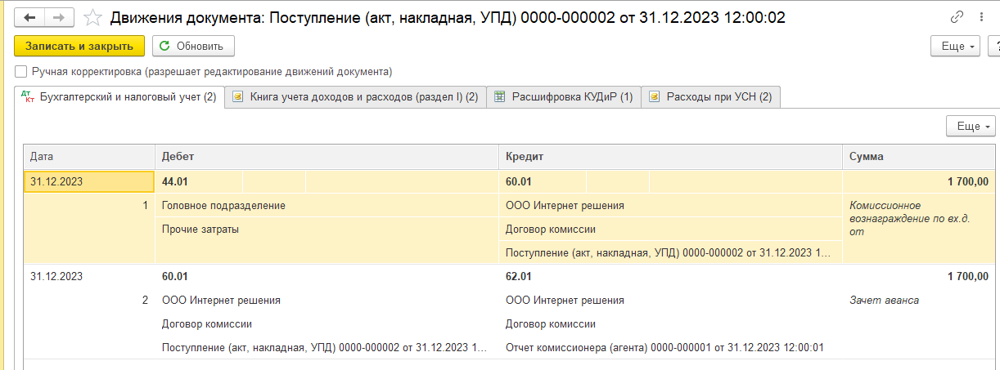 Движения документа: Поступление (акт, накладная, УПД) 0000-000002 от 31.12.2023 12:00:02
Записать и закрыть
Обновить
Еще
?
Ручная корректировка (разрешает редактирование движений документа)
Дт Кт Бухгалтерский и налоговый учет (2)
Книга учета доходов и расходов (раздел I) (2)
Расшифровка КУДиР (1)
Расходы при УСН (2)
Еще
Дата Дебет Кредит Сумма
31.12.2023 44.01 60.01 1 700,00
1 Головное подразделение ООО Интернет решения Комиссионное
вознаграждение по вх.д.
от
Прочие затраты Договор комиссии
Поступление (акт, накладная, УПД) 0000-000002 от 31.12.2023 1...
31.12.2023 60.01 62.01 1 700,00
2 ООО Интернет решения ООО Интернет решения Зачет аванса
Договор комиссии Договор комиссии
Поступление (акт, накладная, УПД) 0000-000002 от 31.12.2023 1... Отчет комиссионера (агента) 0000-000001 от 31.12.2023 12:00:01